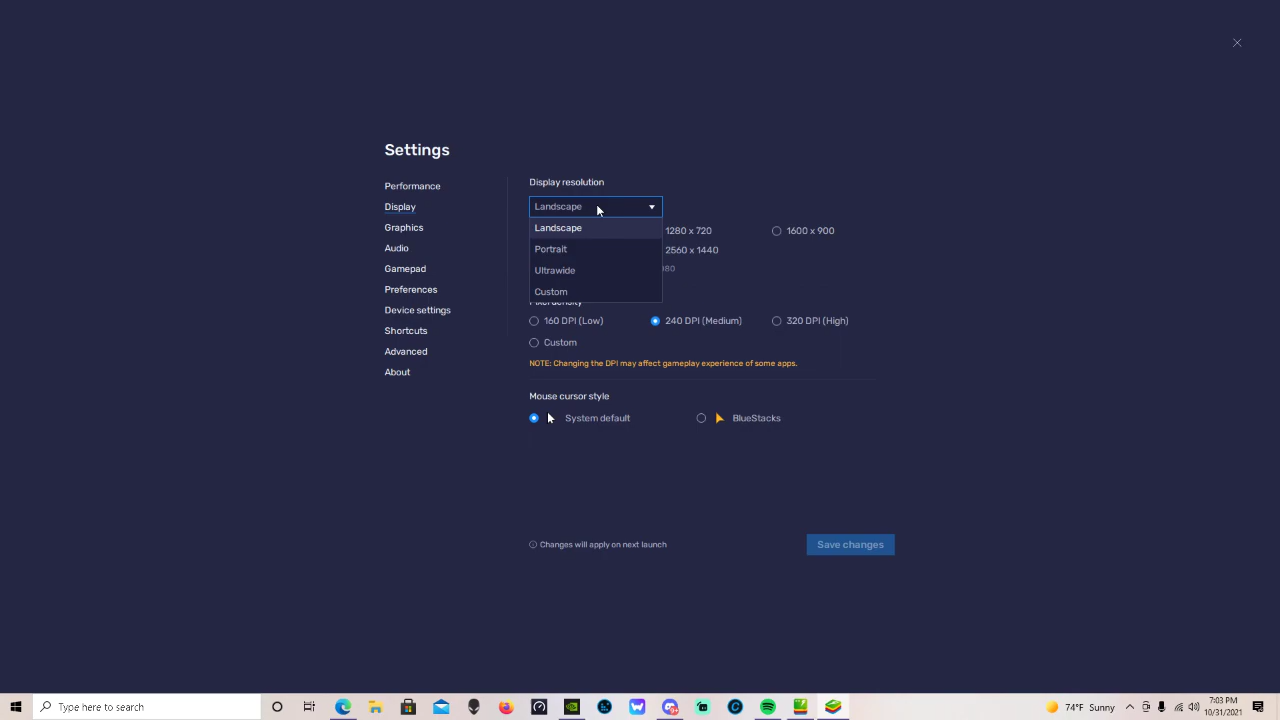 Settings
Performance
Display
Graphics
Audio
Gamepad
Preferences
Device settings
Shortcuts
Advanced
About
Display resolution
Landscape
Landscape
Portrait
Ultrawide
Custom
1280 x 720
1600 x 900
2560 x 1440
080
160 DPI (Low)
240 DPI (Medium)
320 DPI (High)
Custom
NOTE: Changing the DPI may affect gameplay experience of some apps.
Mouse cursor style
System default
BlueStacks
Changes will apply on next launch
Save changes
Type here to search
74°F Sunny
7:03 PM
10/31/2021